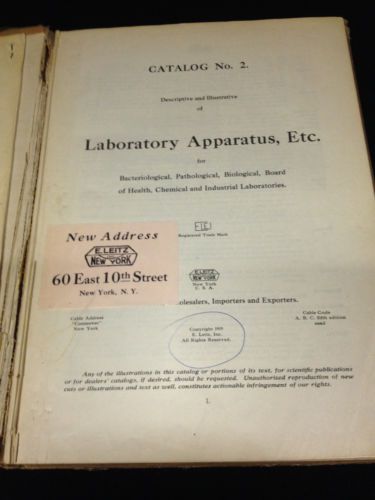 CATALOG No. 2.
Descriptive and Illustrative
of
Laboratory Apparatus, Etc.
for
Bacteriological, Pathological, Biological, Board
of Health, Chemical and Industrial Laboratories.
Registered Trade Mark
New Address
E. LEITZ
NEW YORK
60 East 10th Street
New York, N. Y.
E. LEITZ
NEW YORK
New York
U. S. A.
Wholesalers, Importers and Exporters.
Cable Address
New York
Cable Code
A. B. C. fifth edition
used
Copyright
E. Leitz, Inc.
All Rights Reserved.
Any of the illustrations in this catalog or portions of its text, for scientific publications
or for dealers' catalogs, if desired, should be requested. Unauthorised reproduction of new
cuts or illustrations and text as well, constitutes actionable infringement of our rights.